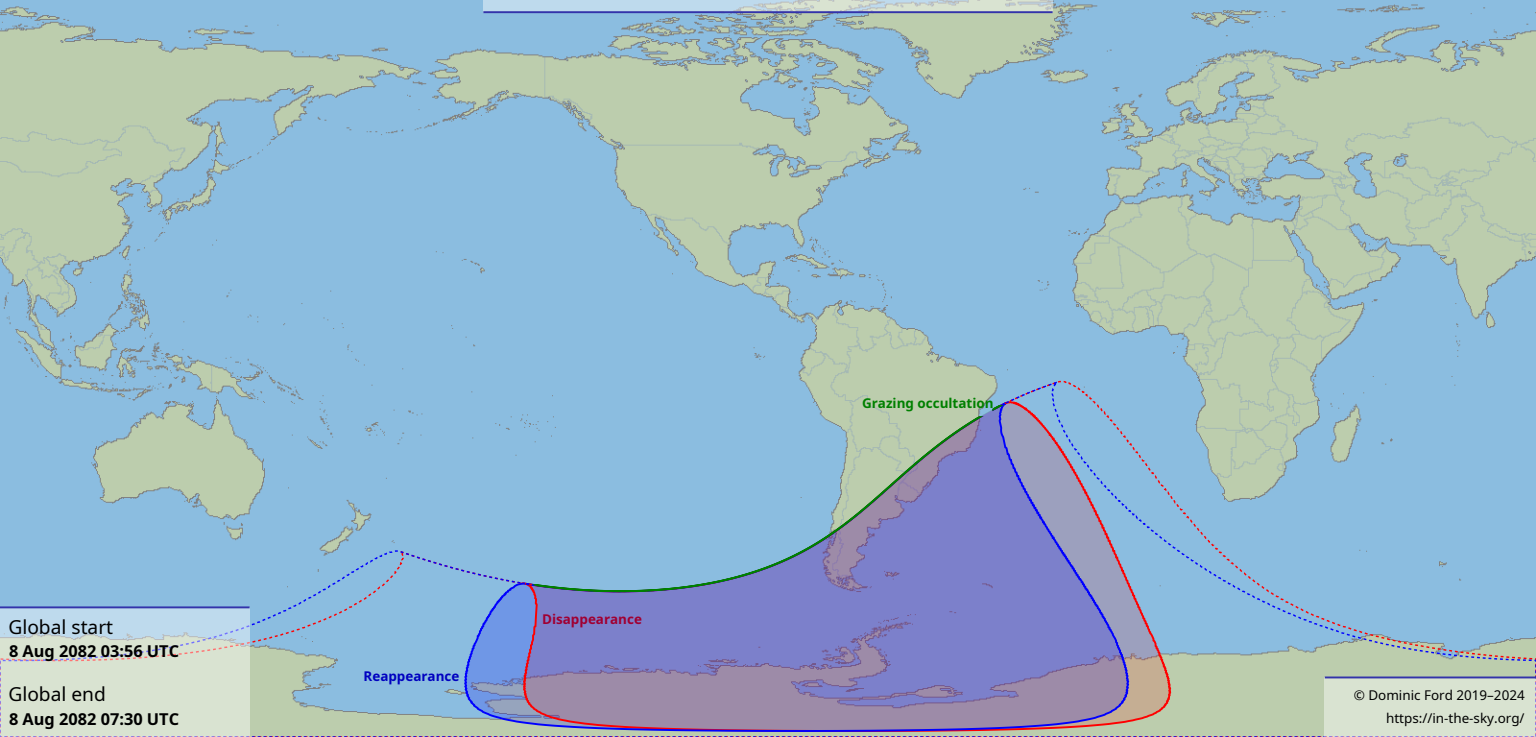 Grazing occultation
Disappearance
Reappearance
Global start
8 Aug 2082 03:56 UTC
Global end
8 Aug 2082 07:30 UTC
© Dominic Ford 2019–2024
https://in-the-sky.org/